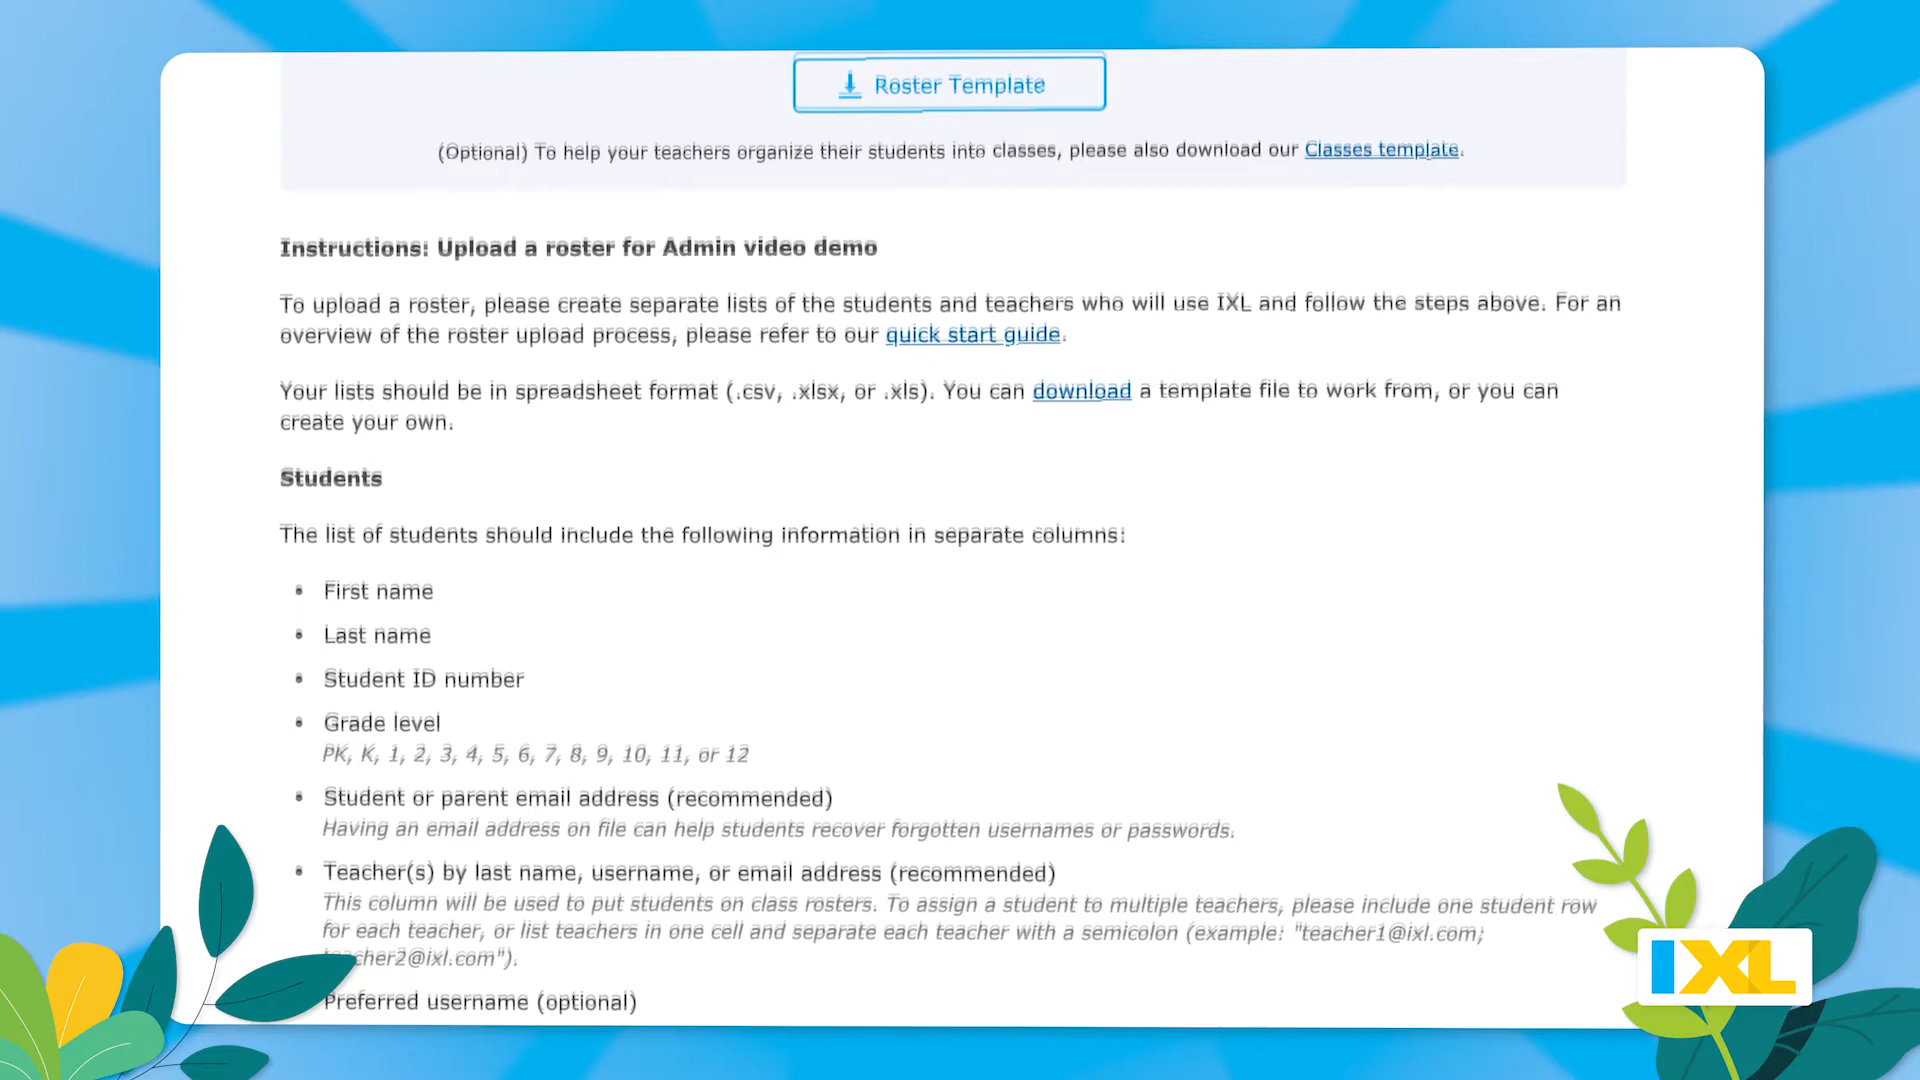 Roster Template
(Optional) To help your teachers organize their students into classes, please also download our Classes template.
Instructions: Upload a roster for Admin video demo
To upload a roster, please create separate lists of the students and teachers who will use IXL and follow the steps above. For an
overview of the roster upload process, please refer to our quick start guide.
Your lists should be in spreadsheet format (.csv, .xlsx, or .xls). You can download a template file to work from, or you can
create your own.
Students
The list of students should include the following information in separate columns:
• First name
• Last name
• Student ID number
• Grade level
PK, K, 1, 2, 3, 4, 5, 6, 7, 8, 9, 10, 11, or 12
• Student or parent email address (recommended)
Having an email address on file can help students recover forgotten usernames or passwords.
• Teacher(s) by last name, username, or email address (recommended)
This column will be used to put students on class rosters. To assign a student to multiple teachers, please include one student row
for each teacher, or list teachers in one cell and separate each teacher with a semicolon (example: "teacher1@ixl.com;
teacher2@ixl.com").
Preferred username (optional)
IXL